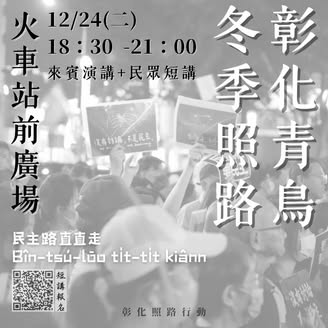 彰化青鳥
冬季照路
12/24(二)
18：30 -21：00
來賓演講+民眾短講
火車站前廣場
民主路直直走
Bîn-tsú-lōo ti̍t-ti̍t kiânn
短講報名
彰化照路行動